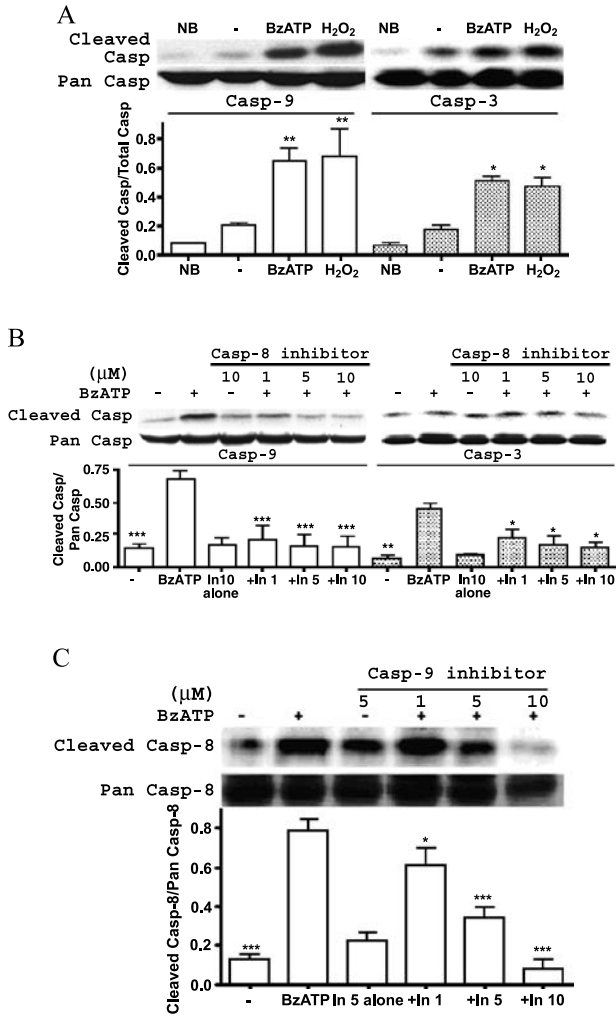 A
NB - BzATP H₂O₂ NB - BzATP H₂O₂
Cleaved
Casp
Pan Casp
Casp-9 Casp-3
Cleaved Casp/Total Casp
** ** * *
0.8
0.6
0.4
0.2
0.0
NB - BzATP H₂O₂ NB - BzATP H₂O₂
B
Casp-8 inhibitor Casp-8 inhibitor
(μM) 10 1 5 10 10 1 5 10
BzATP - + - + + + - + - + + +
Cleaved Casp
Pan Casp
Casp-9 Casp-3
Cleaved Casp/
Pan Casp
0.75
0.50
0.25
0.00
*** *** *** *** ** * * *
- BzATP In10 +In 1 +In 5 +In 10 - BzATP In10 +In 1 +In 5 +In 10
alone alone
C
Casp-9 inhibitor
(μM) 5 1 5 10
BzATP - + - + + +
Cleaved Casp-8
Pan Casp-8
Cleaved Casp-8/Pan Casp-8
0.8
0.6
0.4
0.2
0.0
*** * *** ***
- BzATP In 5 alone +In 1 +In 5 +In 10